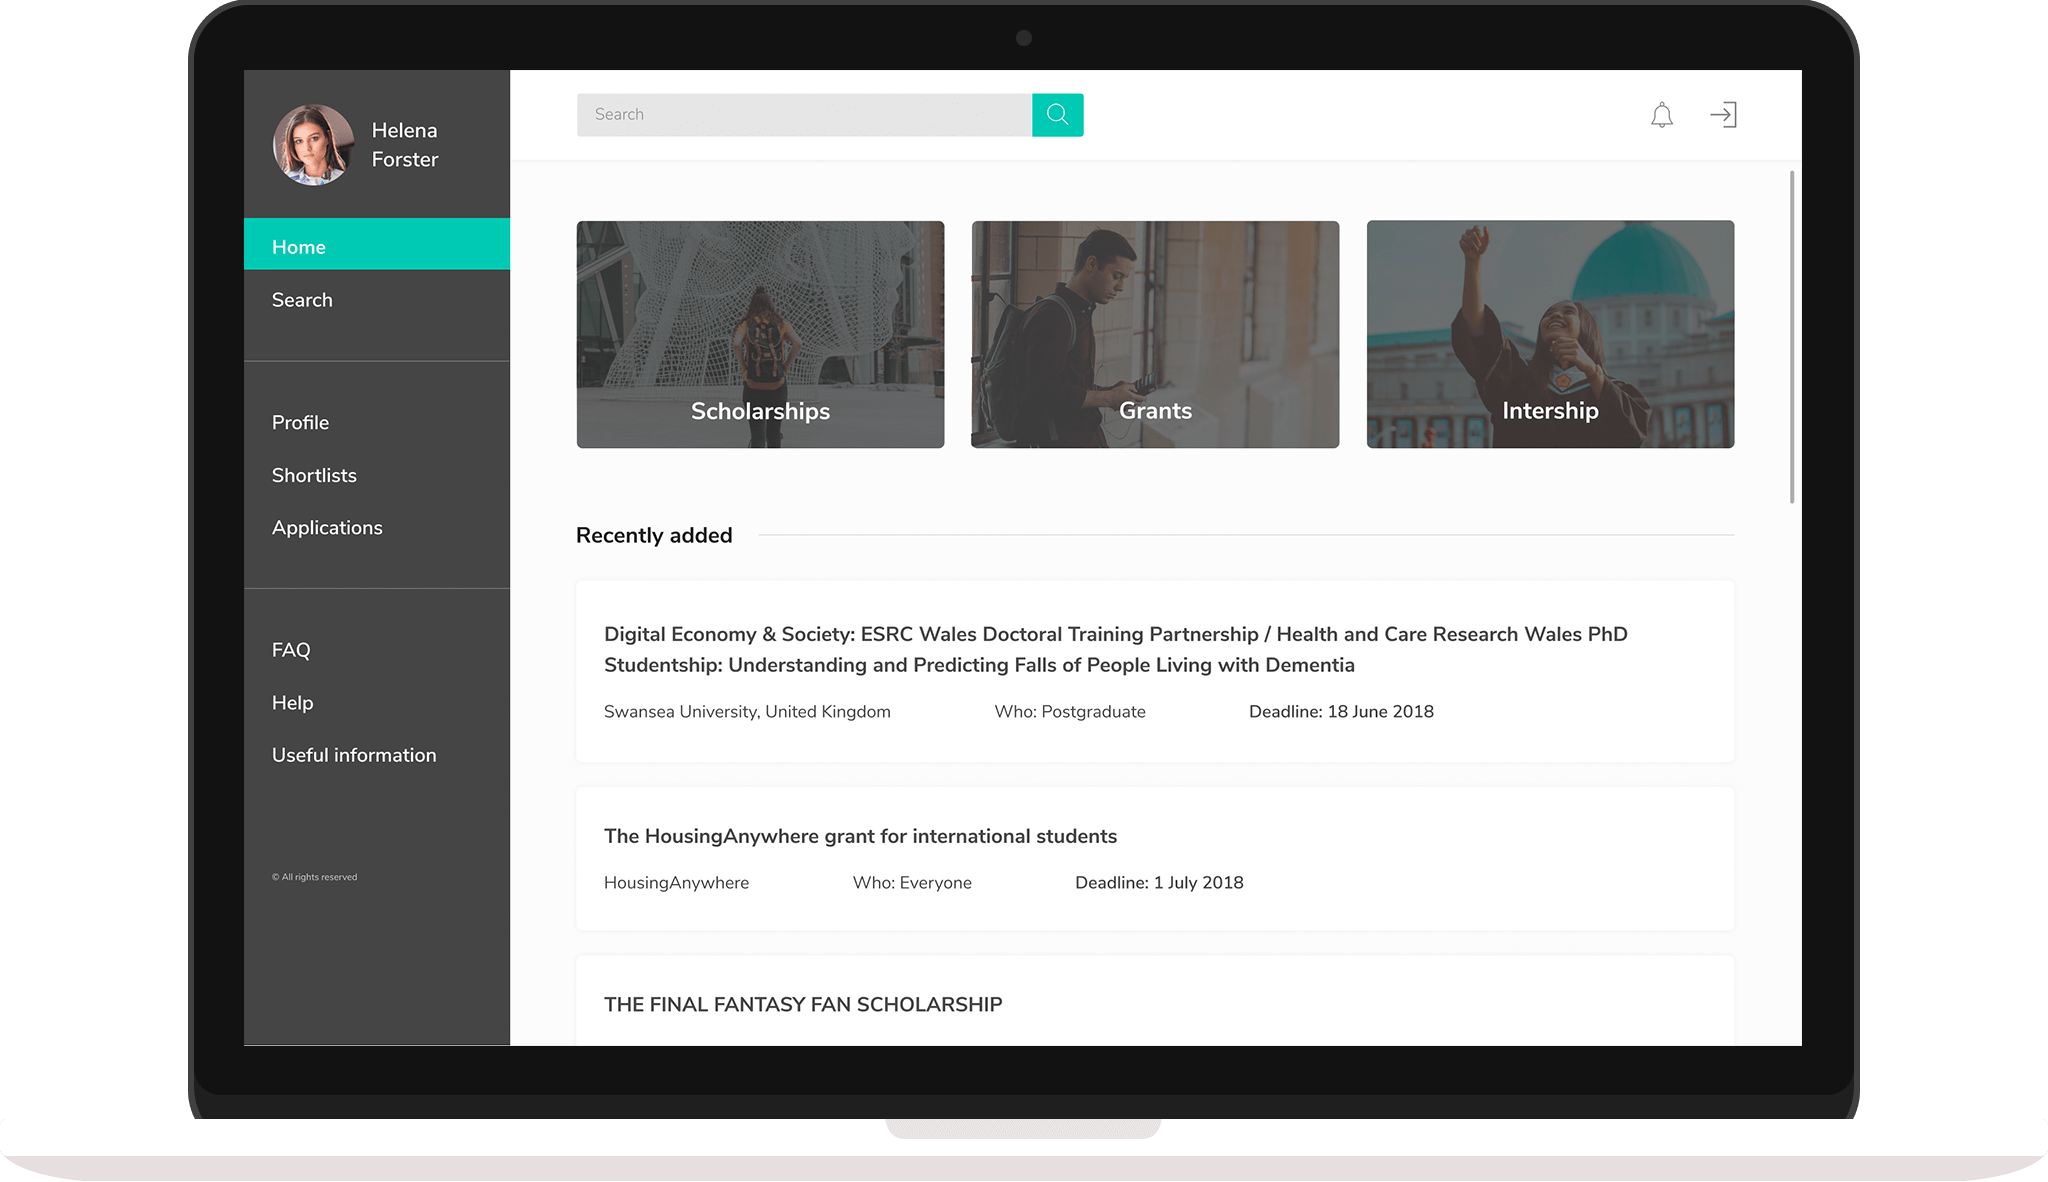 Helena
Forster
Home
Search
Profile
Shortlists
Applications
FAQ
Help
Useful information
© All rights reserved
Search
Scholarships
Grants
Intership
Recently added
Digital Economy & Society: ESRC Wales Doctoral Training Partnership / Health and Care Research Wales PhD
Studentship: Understanding and Predicting Falls of People Living with Dementia
Swansea University, United Kingdom Who: Postgraduate Deadline: 18 June 2018
The HousingAnywhere grant for international students
HousingAnywhere Who: Everyone Deadline: 1 July 2018
THE FINAL FANTASY FAN SCHOLARSHIP